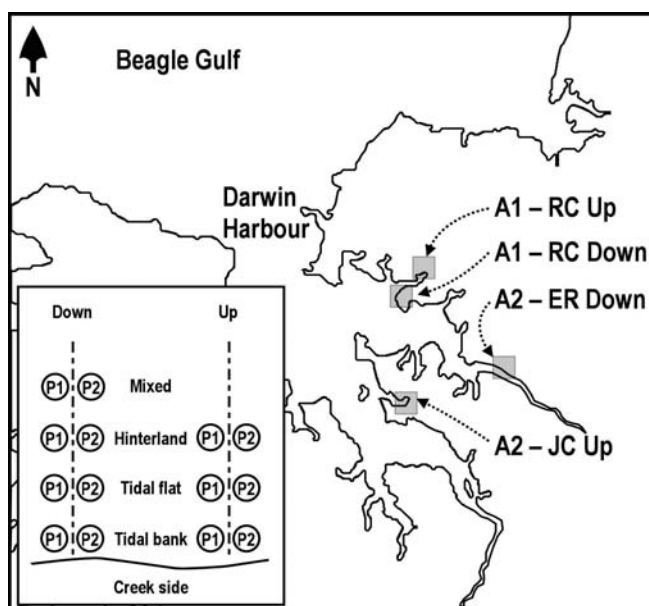 Beagle Gulf
N
Darwin
Harbour
A1 – RC Up
A1 – RC Down
A2 – ER Down
A2 – JC Up
Down Up
P1 P2 Mixed
P1 P2 Hinterland P1 P2
P1 P2 Tidal flat P1 P2
P1 P2 Tidal bank P1 P2
Creek side